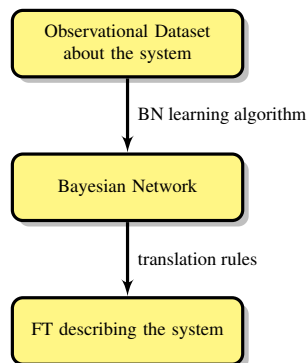 Observational Dataset
about the system
BN learning algorithm
Bayesian Network
translation rules
FT describing the system